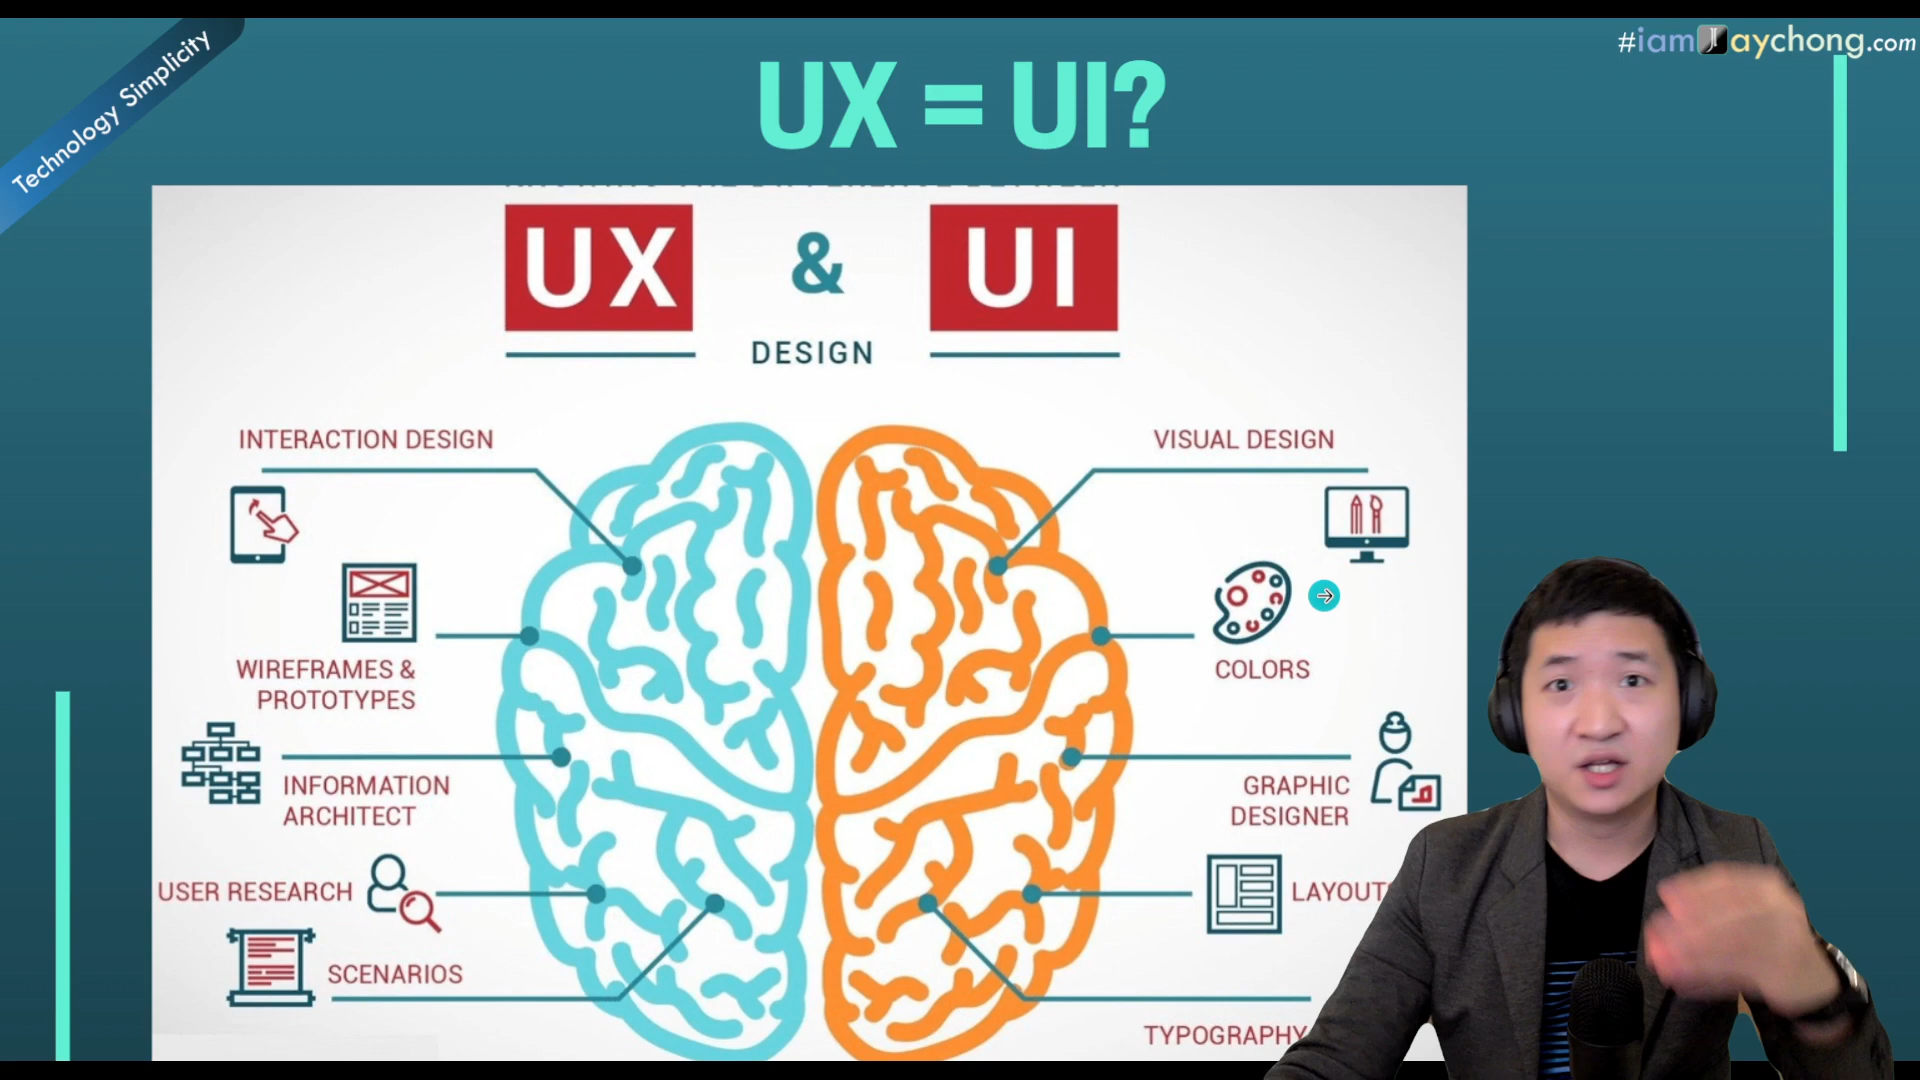 Technology Simplicity
#iamJaychong.com
UX = UI?
UX & UI
DESIGN
INTERACTION DESIGN
VISUAL DESIGN
WIREFRAMES &
PROTOTYPES
COLORS
INFORMATION
ARCHITECT
GRAPHIC
DESIGNER
USER RESEARCH
LAYOUT
SCENARIOS
TYPOGRAPHY